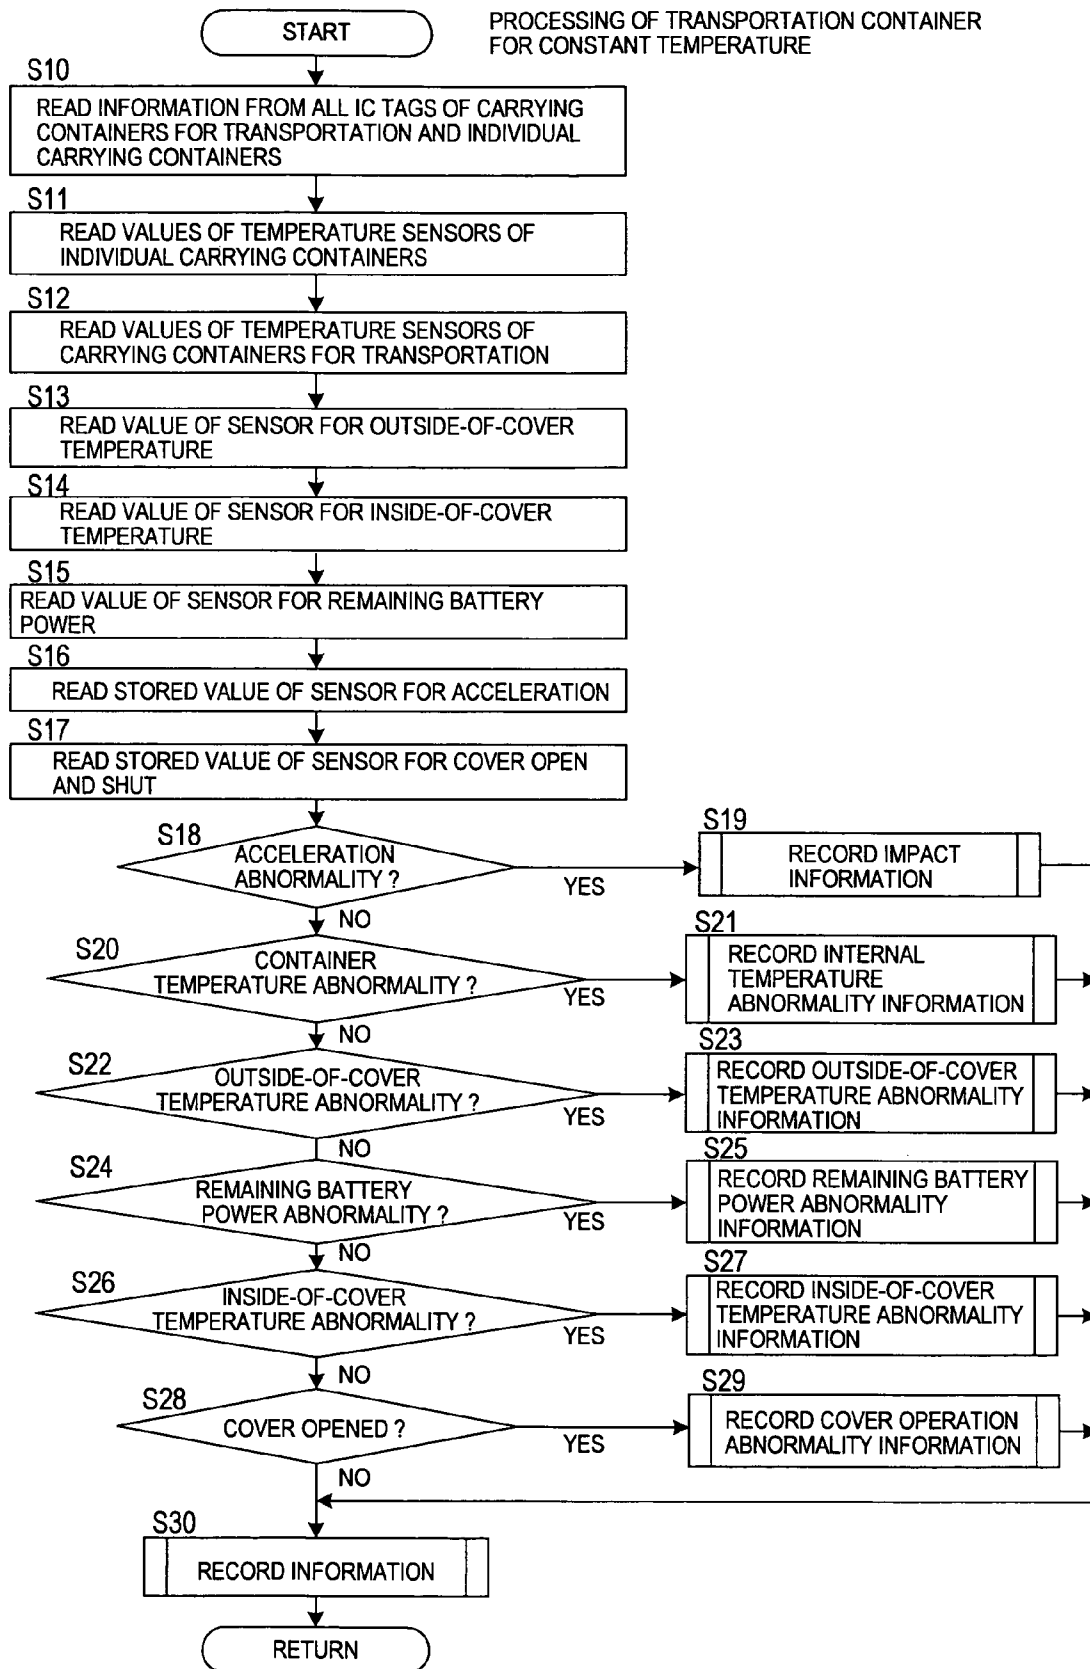 START
PROCESSING OF TRANSPORTATION CONTAINER
FOR CONSTANT TEMPERATURE
S10
READ INFORMATION FROM ALL IC TAGS OF CARRYING
CONTAINERS FOR TRANSPORTATION AND INDIVIDUAL
CARRYING CONTAINERS
S11
READ VALUES OF TEMPERATURE SENSORS OF
INDIVIDUAL CARRYING CONTAINERS
S12
READ VALUES OF TEMPERATURE SENSORS OF
CARRYING CONTAINERS FOR TRANSPORTATION
S13
READ VALUE OF SENSOR FOR OUTSIDE-OF-COVER
TEMPERATURE
S14
READ VALUE OF SENSOR FOR INSIDE-OF-COVER
TEMPERATURE
S15
READ VALUE OF SENSOR FOR REMAINING BATTERY
POWER
S16
READ STORED VALUE OF SENSOR FOR ACCELERATION
S17
READ STORED VALUE OF SENSOR FOR COVER OPEN
AND SHUT
S18
ACCELERATION
ABNORMALITY ?
YES
NO
S19
RECORD IMPACT
INFORMATION
S20
CONTAINER
TEMPERATURE ABNORMALITY ?
YES
NO
S21
RECORD INTERNAL
TEMPERATURE
ABNORMALITY INFORMATION
S22
OUTSIDE-OF-COVER
TEMPERATURE ABNORMALITY ?
YES
NO
S23
RECORD OUTSIDE-OF-COVER
TEMPERATURE ABNORMALITY
INFORMATION
S24
REMAINING BATTERY
POWER ABNORMALITY ?
YES
NO
S25
RECORD REMAINING BATTERY
POWER ABNORMALITY
INFORMATION
S26
INSIDE-OF-COVER
TEMPERATURE ABNORMALITY ?
YES
NO
S27
RECORD INSIDE-OF-COVER
TEMPERATURE ABNORMALITY
INFORMATION
S28
COVER OPENED ?
YES
NO
S29
RECORD COVER OPERATION
ABNORMALITY INFORMATION
S30
RECORD INFORMATION
RETURN